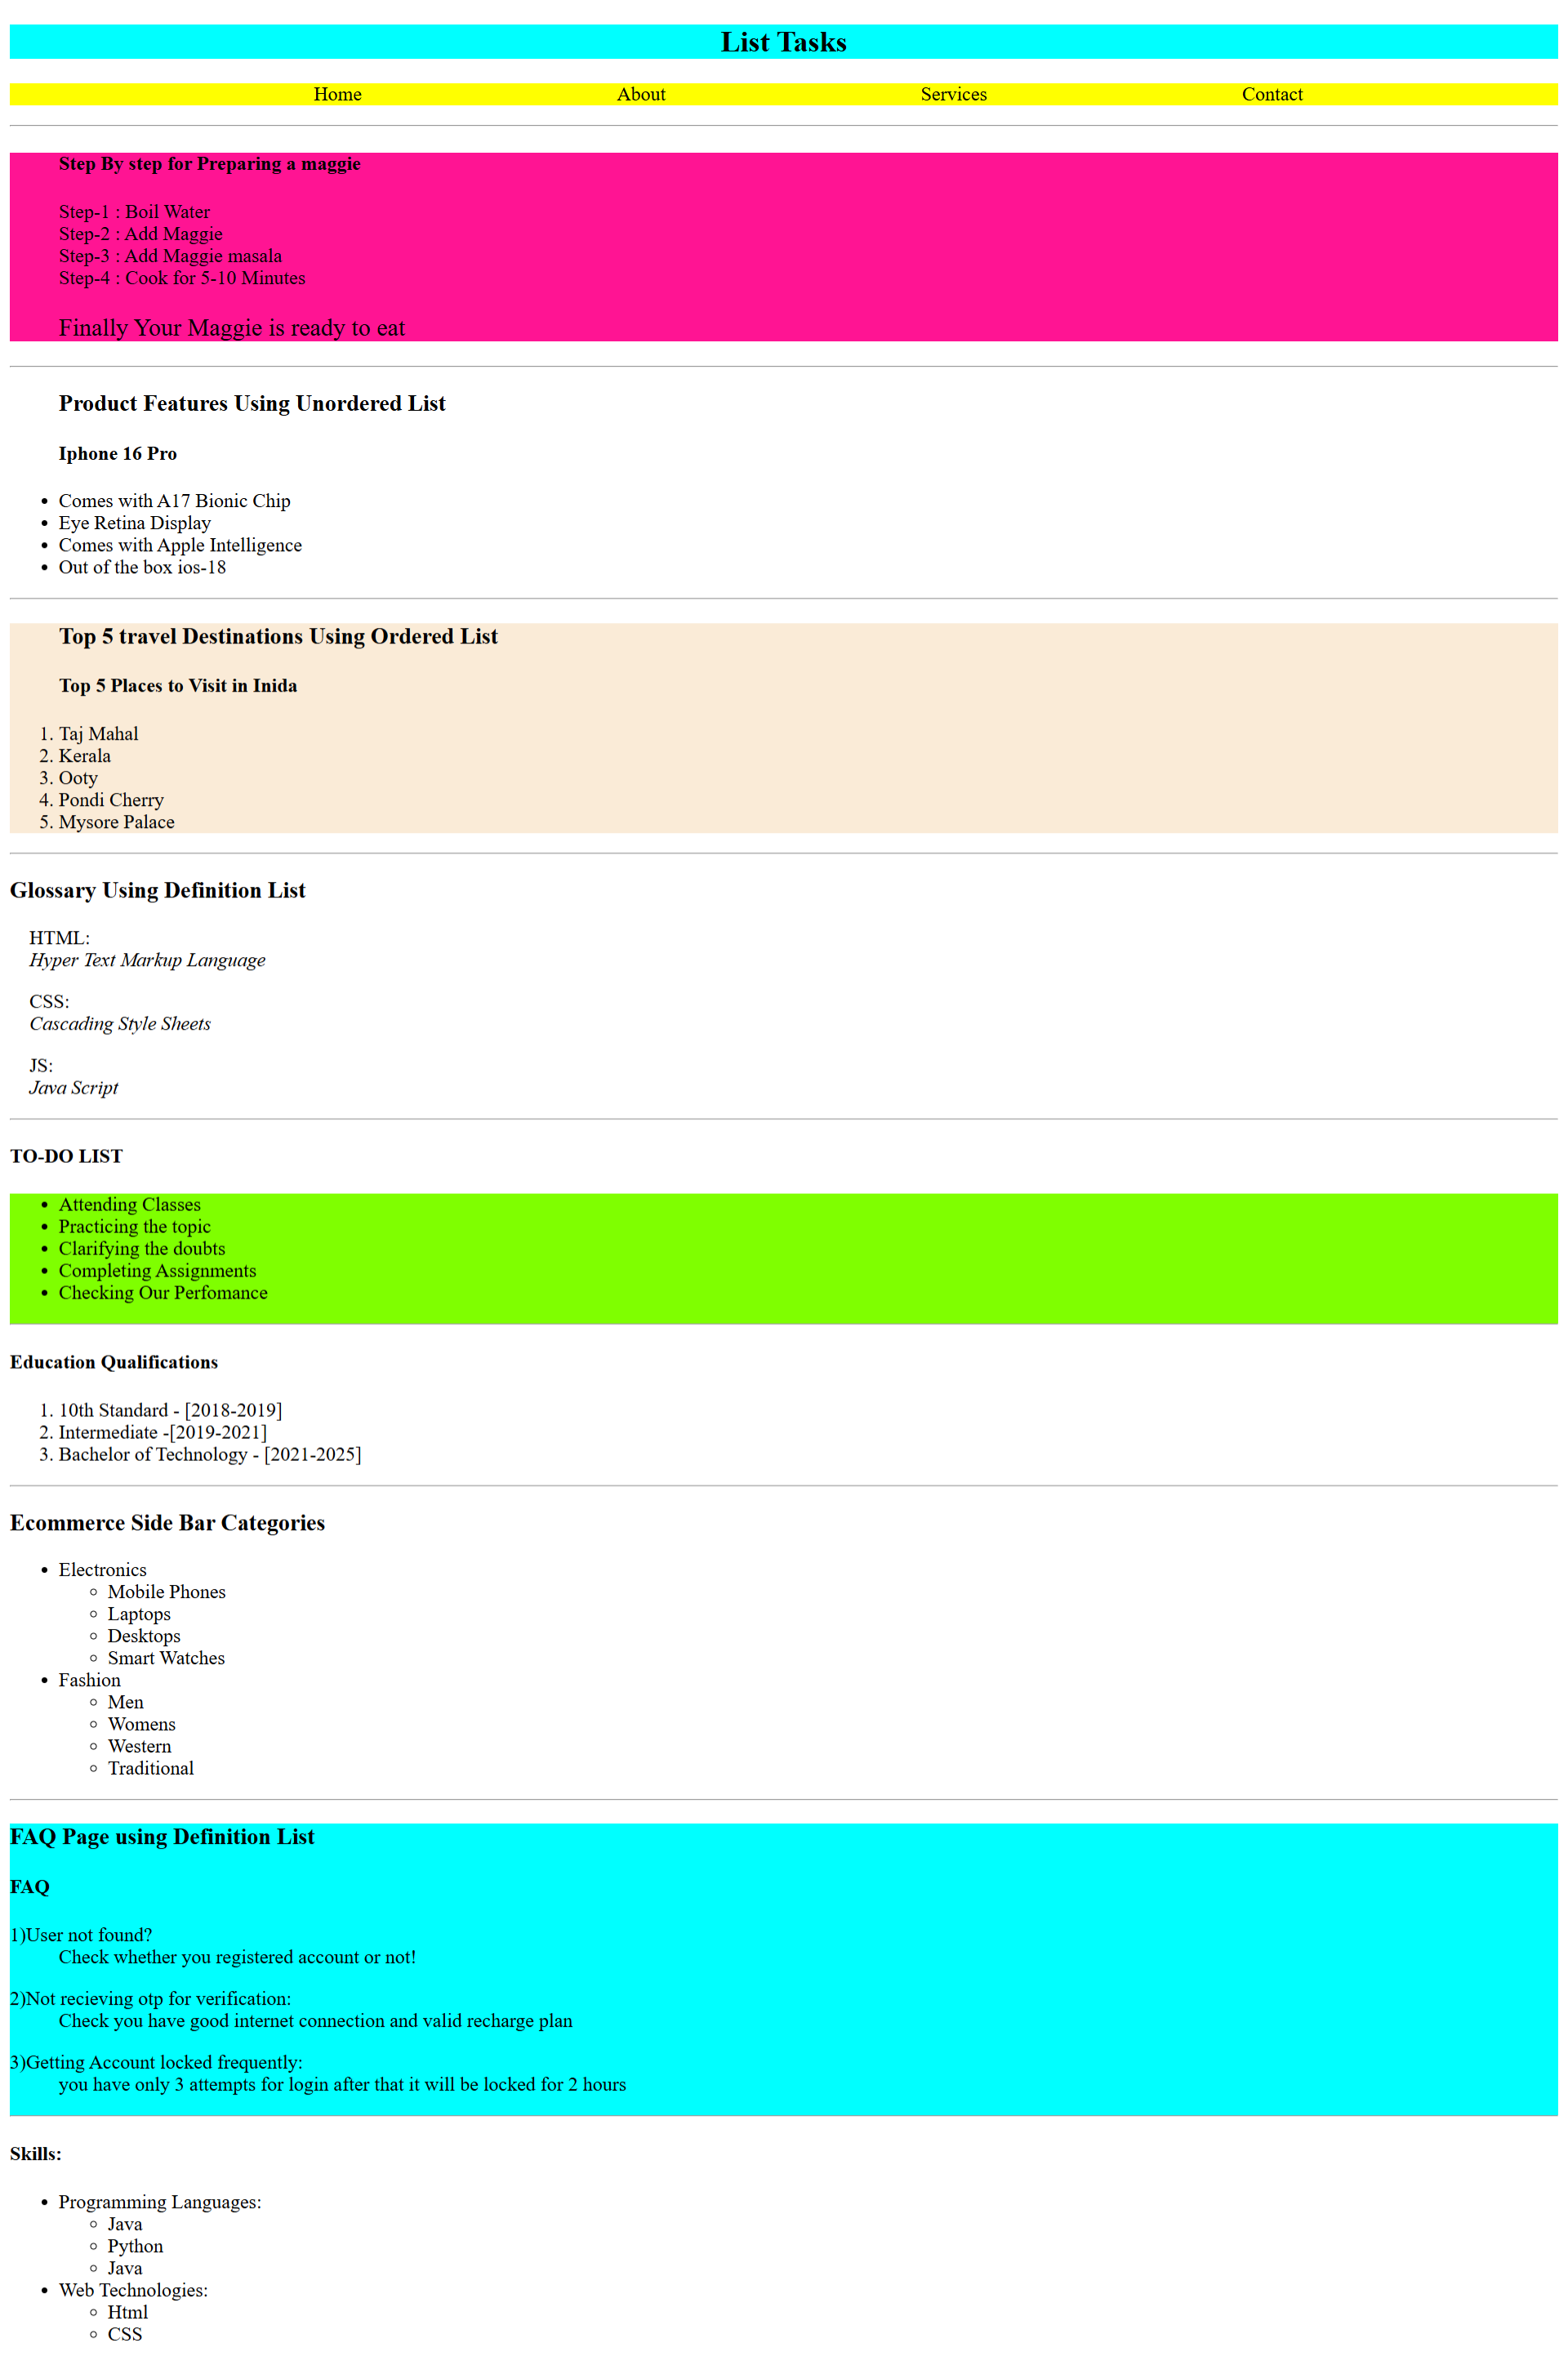 List Tasks
Home About Services Contact
Step By step for Preparing a maggie
Step-1 : Boil Water
Step-2 : Add Maggie
Step-3 : Add Maggie masala
Step-4 : Cook for 5-10 Minutes
Finally Your Maggie is ready to eat
Product Features Using Unordered List
Iphone 16 Pro
• Comes with A17 Bionic Chip
• Eye Retina Display
• Comes with Apple Intelligence
• Out of the box ios-18
Top 5 travel Destinations Using Ordered List
Top 5 Places to Visit in Inida
1. Taj Mahal
2. Kerala
3. Ooty
4. Pondi Cherry
5. Mysore Palace
Glossary Using Definition List
HTML:
Hyper Text Markup Language
CSS:
Cascading Style Sheets
JS:
Java Script
TO-DO LIST
• Attending Classes
• Practicing the topic
• Clarifying the doubts
• Completing Assignments
• Checking Our Perfomance
Education Qualifications
1. 10th Standard - [2018-2019]
2. Intermediate -[2019-2021]
3. Bachelor of Technology - [2021-2025]
Ecommerce Side Bar Categories
• Electronics
◦ Mobile Phones
◦ Laptops
◦ Desktops
◦ Smart Watches
• Fashion
◦ Men
◦ Womens
◦ Western
◦ Traditional
FAQ Page using Definition List
FAQ
1)User not found?
Check whether you registered account or not!
2)Not recieving otp for verification:
Check you have good internet connection and valid recharge plan
3)Getting Account locked frequently:
you have only 3 attempts for login after that it will be locked for 2 hours
Skills:
• Programming Languages:
◦ Java
◦ Python
◦ Java
• Web Technologies:
◦ Html
◦ CSS